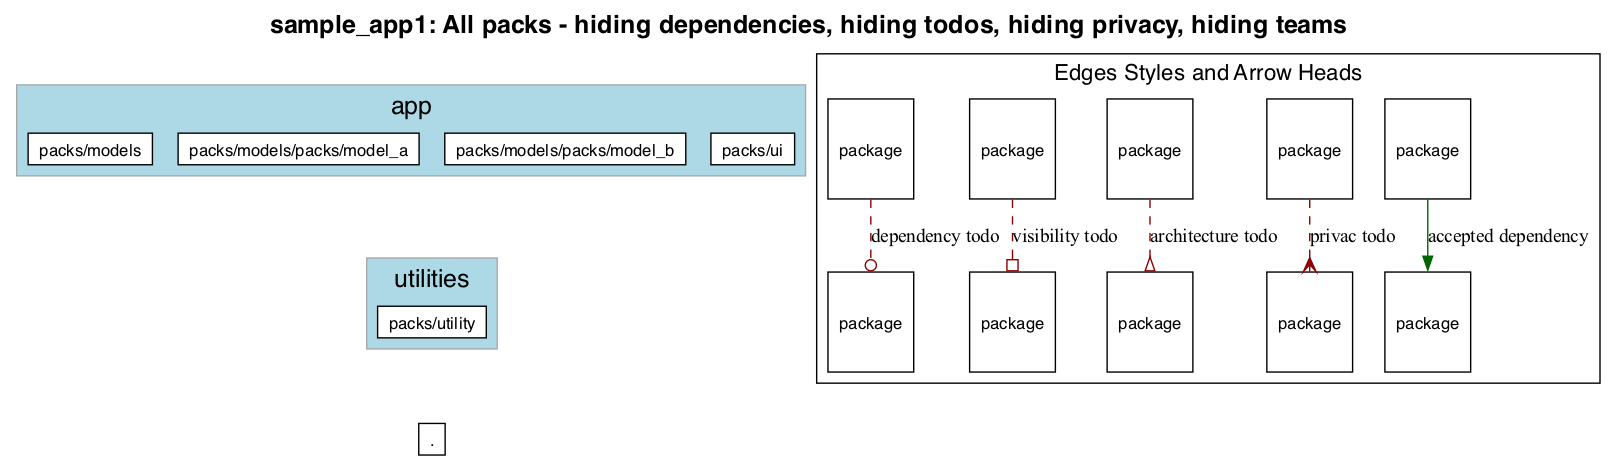 sample_app1: All packs - hiding dependencies, hiding todos, hiding privacy, hiding teams
app
packs/models packs/models/packs/model_a packs/models/packs/model_b packs/ui
utilities
packs/utility
.
Edges Styles and Arrow Heads
package package package package package
dependency todo visibility todo architecture todo privac todo accepted dependency
package package package package package